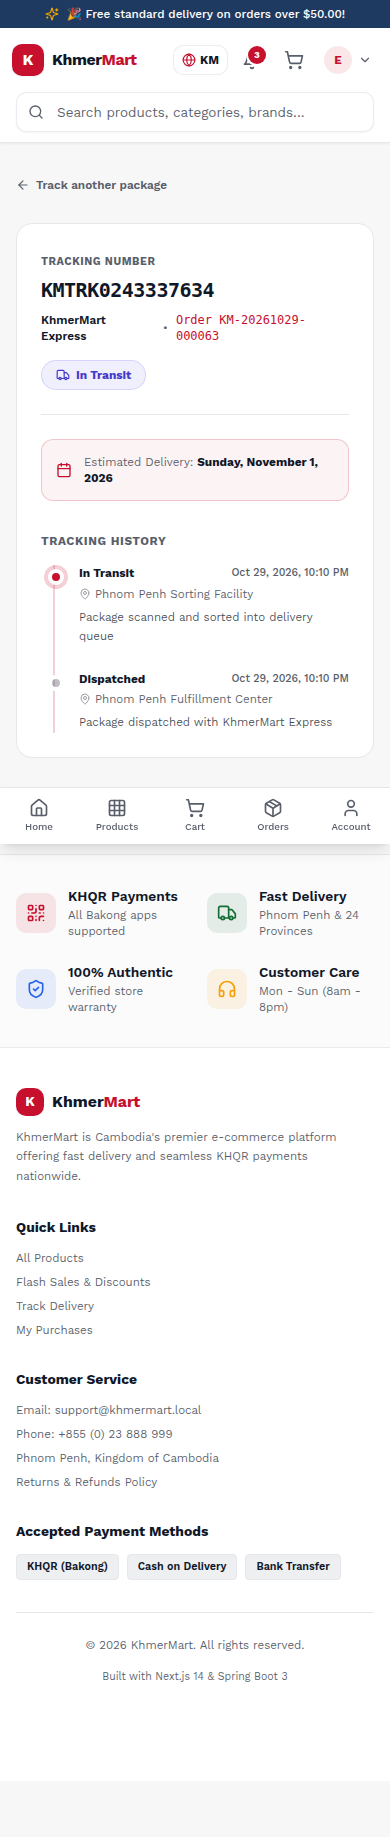 ✨ 🎉 Free standard delivery on orders over $50.00!
K KhmerMart KM 3 E
Search products, categories, brands...
← Track another package
TRACKING NUMBER
KMTRK0243337634
KhmerMart Express • Order KM-20261029-000063
In Transit
Estimated Delivery: Sunday, November 1,
2026
TRACKING HISTORY
In Transit Oct 29, 2026, 10:10 PM
Phnom Penh Sorting Facility
Package scanned and sorted into delivery
queue
Dispatched Oct 29, 2026, 10:10 PM
Phnom Penh Fulfillment Center
Package dispatched with KhmerMart Express
Home Products Cart Orders Account
KHQR Payments
All Bakong apps
supported
Fast Delivery
Phnom Penh & 24
Provinces
100% Authentic
Verified store
warranty
Customer Care
Mon - Sun (8am -
8pm)
K KhmerMart
KhmerMart is Cambodia's premier e-commerce platform
offering fast delivery and seamless KHQR payments
nationwide.
Quick Links
All Products
Flash Sales & Discounts
Track Delivery
My Purchases
Customer Service
Email: support@khmermart.local
Phone: +855 (0) 23 888 999
Phnom Penh, Kingdom of Cambodia
Returns & Refunds Policy
Accepted Payment Methods
KHQR (Bakong) Cash on Delivery Bank Transfer
© 2026 KhmerMart. All rights reserved.
Built with Next.js 14 & Spring Boot 3